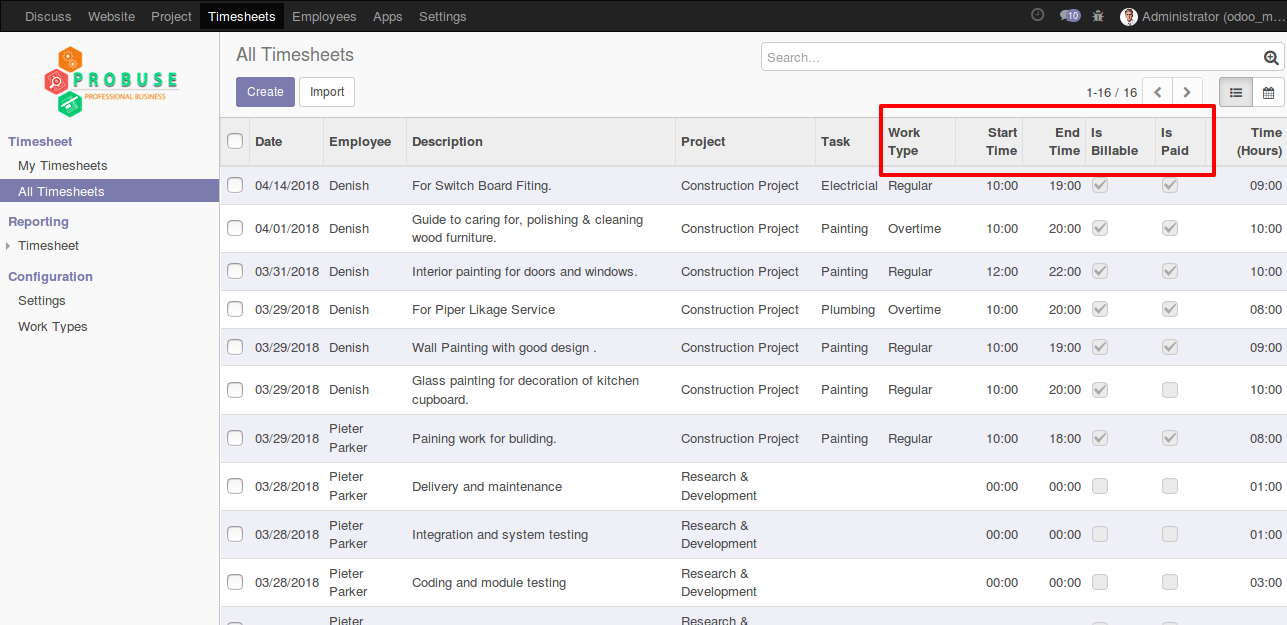 Discuss Website Project Timesheets Employees Apps Settings 10 Administrator (odoo_m...
PROBUSE
PROFESSIONAL BUSINESS
Timesheet
My Timesheets
All Timesheets
Reporting
Timesheet
Configuration
Settings
Work Types
All Timesheets
Search...
Create Import 1-16 / 16
Date Employee Description Project Task Work Type Start Time End Time Is Billable Is Paid Time (Hours)
04/14/2018 Denish For Switch Board Fiting. Construction Project Electricial Regular 10:00 19:00 09:00
04/01/2018 Denish Guide to caring for, polishing & cleaning wood furniture. Construction Project Painting Overtime 10:00 20:00 10:00
03/31/2018 Denish Interior painting for doors and windows. Construction Project Painting Regular 12:00 22:00 10:00
03/29/2018 Denish For Piper Likage Service Construction Project Plumbing Overtime 10:00 20:00 08:00
03/29/2018 Denish Wall Painting with good design . Construction Project Painting Regular 10:00 19:00 09:00
03/29/2018 Denish Glass painting for decoration of kitchen cupboard. Construction Project Painting Regular 10:00 20:00 10:00
03/29/2018 Pieter Parker Paining work for buliding. Construction Project Painting Regular 10:00 18:00 08:00
03/28/2018 Pieter Parker Delivery and maintenance Research & Development 00:00 00:00 01:00
03/28/2018 Pieter Parker Integration and system testing Research & Development 00:00 00:00 01:00
03/28/2018 Pieter Parker Coding and module testing Research & Development 00:00 00:00 03:00
Pieter Research &